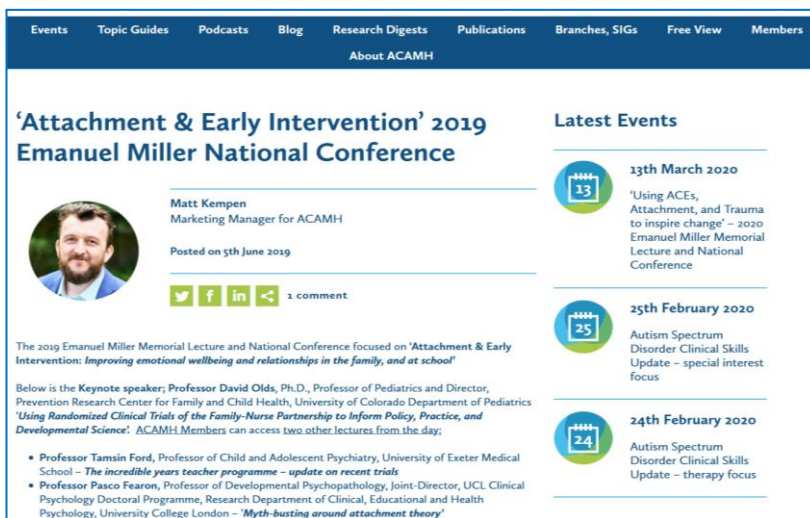 Events Topic Guides Podcasts Blog Research Digests Publications Branches, SIGs Free View Members
About ACAMH
‘Attachment & Early Intervention’ 2019
Emanuel Miller National Conference
Matt Kempen
Marketing Manager for ACAMH
Posted on 5th June 2019
1 comment
The 2019 Emanuel Miller Memorial Lecture and National Conference focused on ‘Attachment & Early
Intervention: Improving emotional wellbeing and relationships in the family, and at school’
Below is the Keynote speaker; Professor David Olds, Ph.D., Professor of Pediatrics and Director,
Prevention Research Center for Family and Child Health, University of Colorado Department of Pediatrics
‘Using Randomized Clinical Trials of the Family-Nurse Partnership to Inform Policy, Practice, and
Developmental Science’. ACAMH Members can access two other lectures from the day;
• Professor Tamsin Ford, Professor of Child and Adolescent Psychiatry, University of Exeter Medical
School – The incredible years teacher programme – update on recent trials
• Professor Pasco Fearon, Professor of Developmental Psychopathology, Joint-Director, UCL Clinical
Psychology Doctoral Programme, Research Department of Clinical, Educational and Health
Psychology, University College London – ‘Myth-busting around attachment theory’
Latest Events
13
13th March 2020
‘Using ACEs,
Attachment, and Trauma
to inspire change’ – 2020
Emanuel Miller Memorial
Lecture and National
Conference
25
25th February 2020
Autism Spectrum
Disorder Clinical Skills
Update – special interest
focus
24
24th February 2020
Autism Spectrum
Disorder Clinical Skills
Update – therapy focus